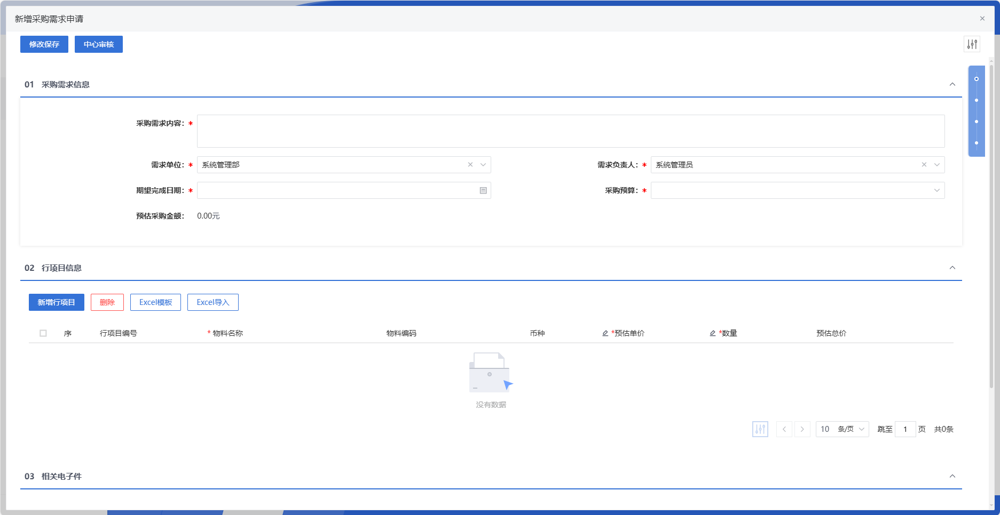 新增采购需求申请
修改保存 中心审核
01 采购需求信息
采购需求内容：*
需求单位：* 系统管理部 需求负责人：* 系统管理员
期望完成日期：* 采购预算：*
预估采购金额： 0.00元
02 行项目信息
新增行项目 删除 Excel模板 Excel导入
序 行项目编号 * 物料名称 物料编码 币种 *预估单价 *数量 预估总价
没有数据
10 条/页 跳至 1 页 共0条
03 相关电子件